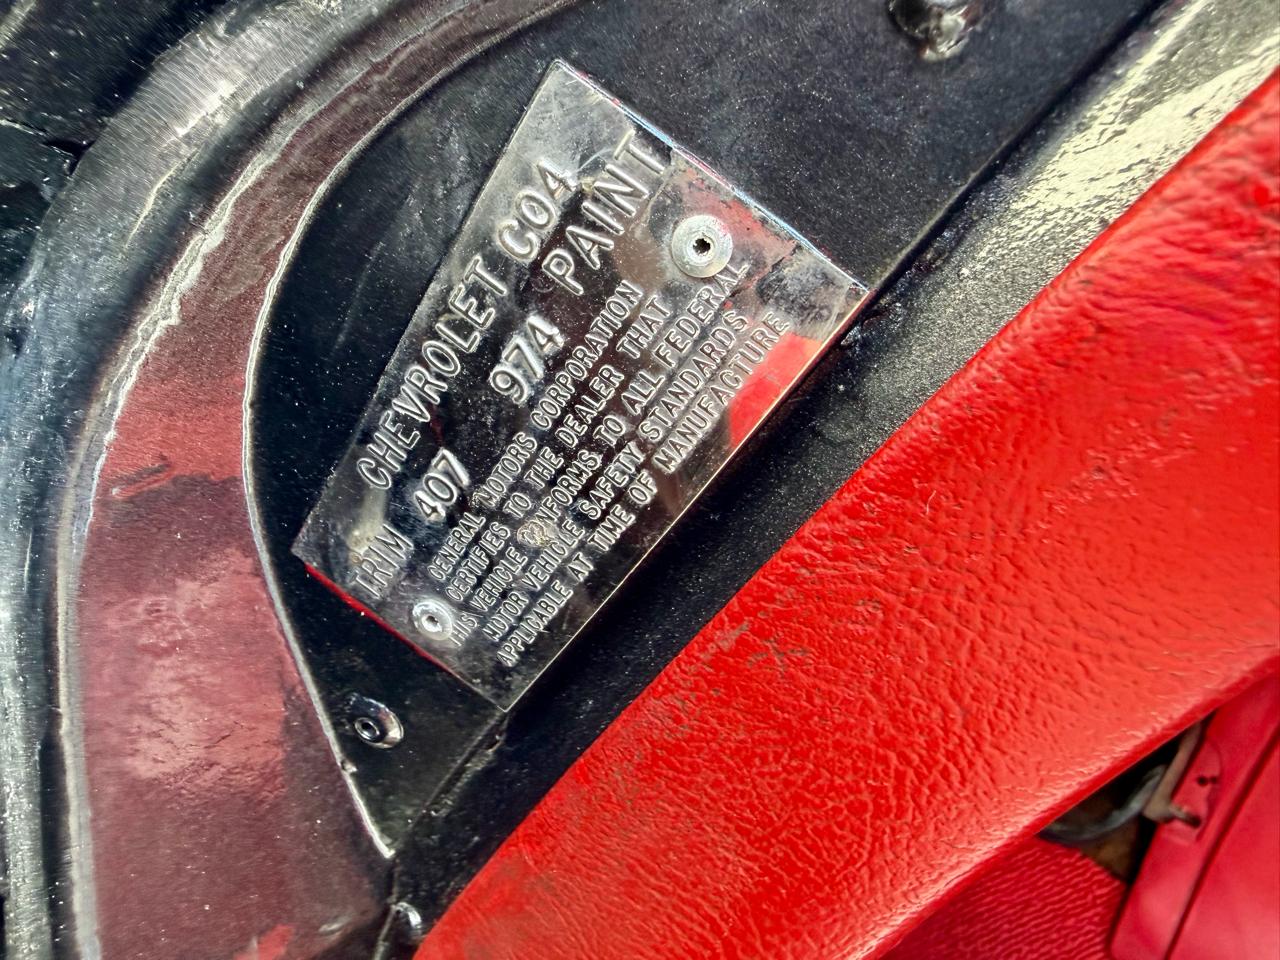 CHEVROLET C04
TRIM 407 974 PAINT
GENERAL MOTORS CORPORATION
CERTIFIES TO THE DEALER THAT
THIS VEHICLE CONFORMS TO ALL FEDERAL
MOTOR VEHICLE SAFETY STANDARDS
APPLICABLE AT TIME OF MANUFACTURE